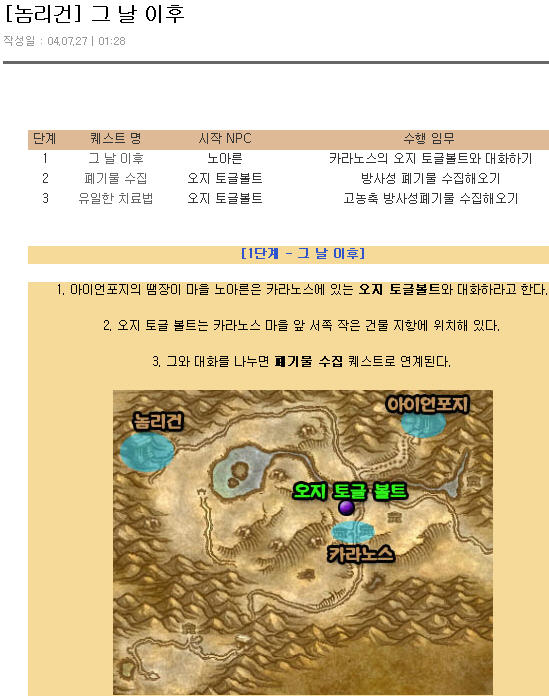 [놈리건] 그 날 이후
작성일 : 04.07.27 | 01:28
단계 퀘스트 명 시작 NPC 수행 임무
1 그 날 이후 노아른 카라노스의 오지 토글볼트와 대화하기
2 폐기물 수집 오지 토글볼트 방사성 폐기물 수집해오기
3 유일한 치료법 오지 토글볼트 고농축 방사성폐기물 수집해오기
[1단계 - 그 날 이후]
1. 아이언포지의 땜장이 마을 노아른은 카라노스에 있는 오지 토글볼트와 대화하라고 한다.
2. 오지 토글 볼트는 카라노스 마을 앞 서쪽 작은 건물 지항에 위치해 있다.
3. 그와 대화를 나누면 폐기물 수집 퀘스트로 연계된다.
아이언포지
놈리건
오지 토글 볼트
카라노스